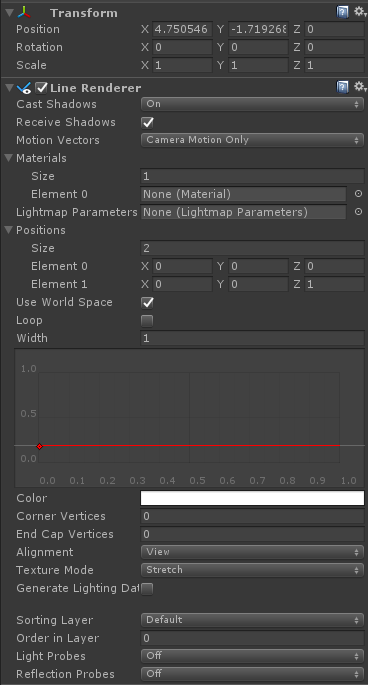 Transform
Position X 4.750546 Y -1.719268 Z 0
Rotation X 0 Y 0 Z 0
Scale X 1 Y 1 Z 1
Line Renderer
Cast Shadows On
Receive Shadows
Motion Vectors Camera Motion Only
Materials
Size 1
Element 0 None (Material)
Lightmap Parameters None (Lightmap Parameters)
Positions
Size 2
Element 0 X 0 Y 0 Z 0
Element 1 X 0 Y 0 Z 1
Use World Space
Loop
Width 1
1.0
0.5
0.0
0.0 0.1 0.2 0.3 0.4 0.5 0.6 0.7 0.8 0.9 1.0
Color
Corner Vertices 0
End Cap Vertices 0
Alignment View
Texture Mode Stretch
Generate Lighting Dat
Sorting Layer Default
Order in Layer 0
Light Probes Off
Reflection Probes Off